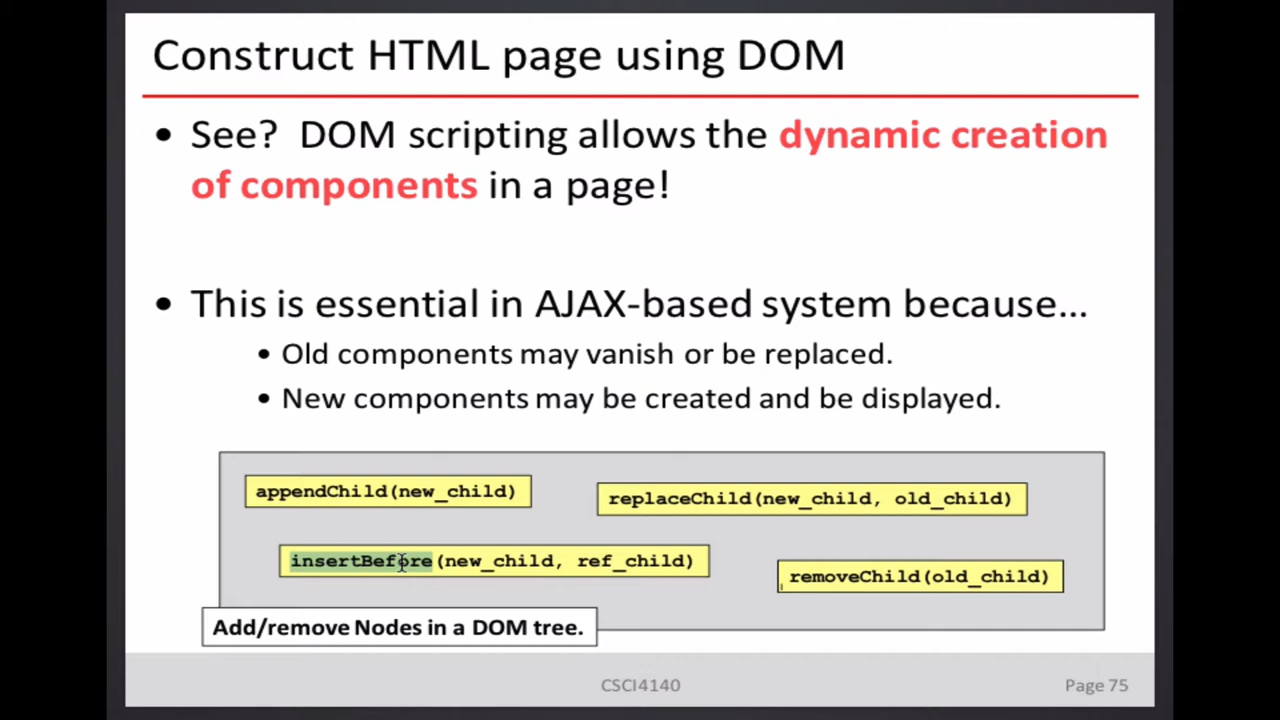 Construct HTML page using DOM
• See? DOM scripting allows the dynamic creation
of components in a page!
• This is essential in AJAX-based system because...
• Old components may vanish or be replaced.
• New components may be created and be displayed.
appendChild(new_child)
replaceChild(new_child, old_child)
insertBefore(new_child, ref_child)
removeChild(old_child)
Add/remove Nodes in a DOM tree.
CSCI4140
Page 75